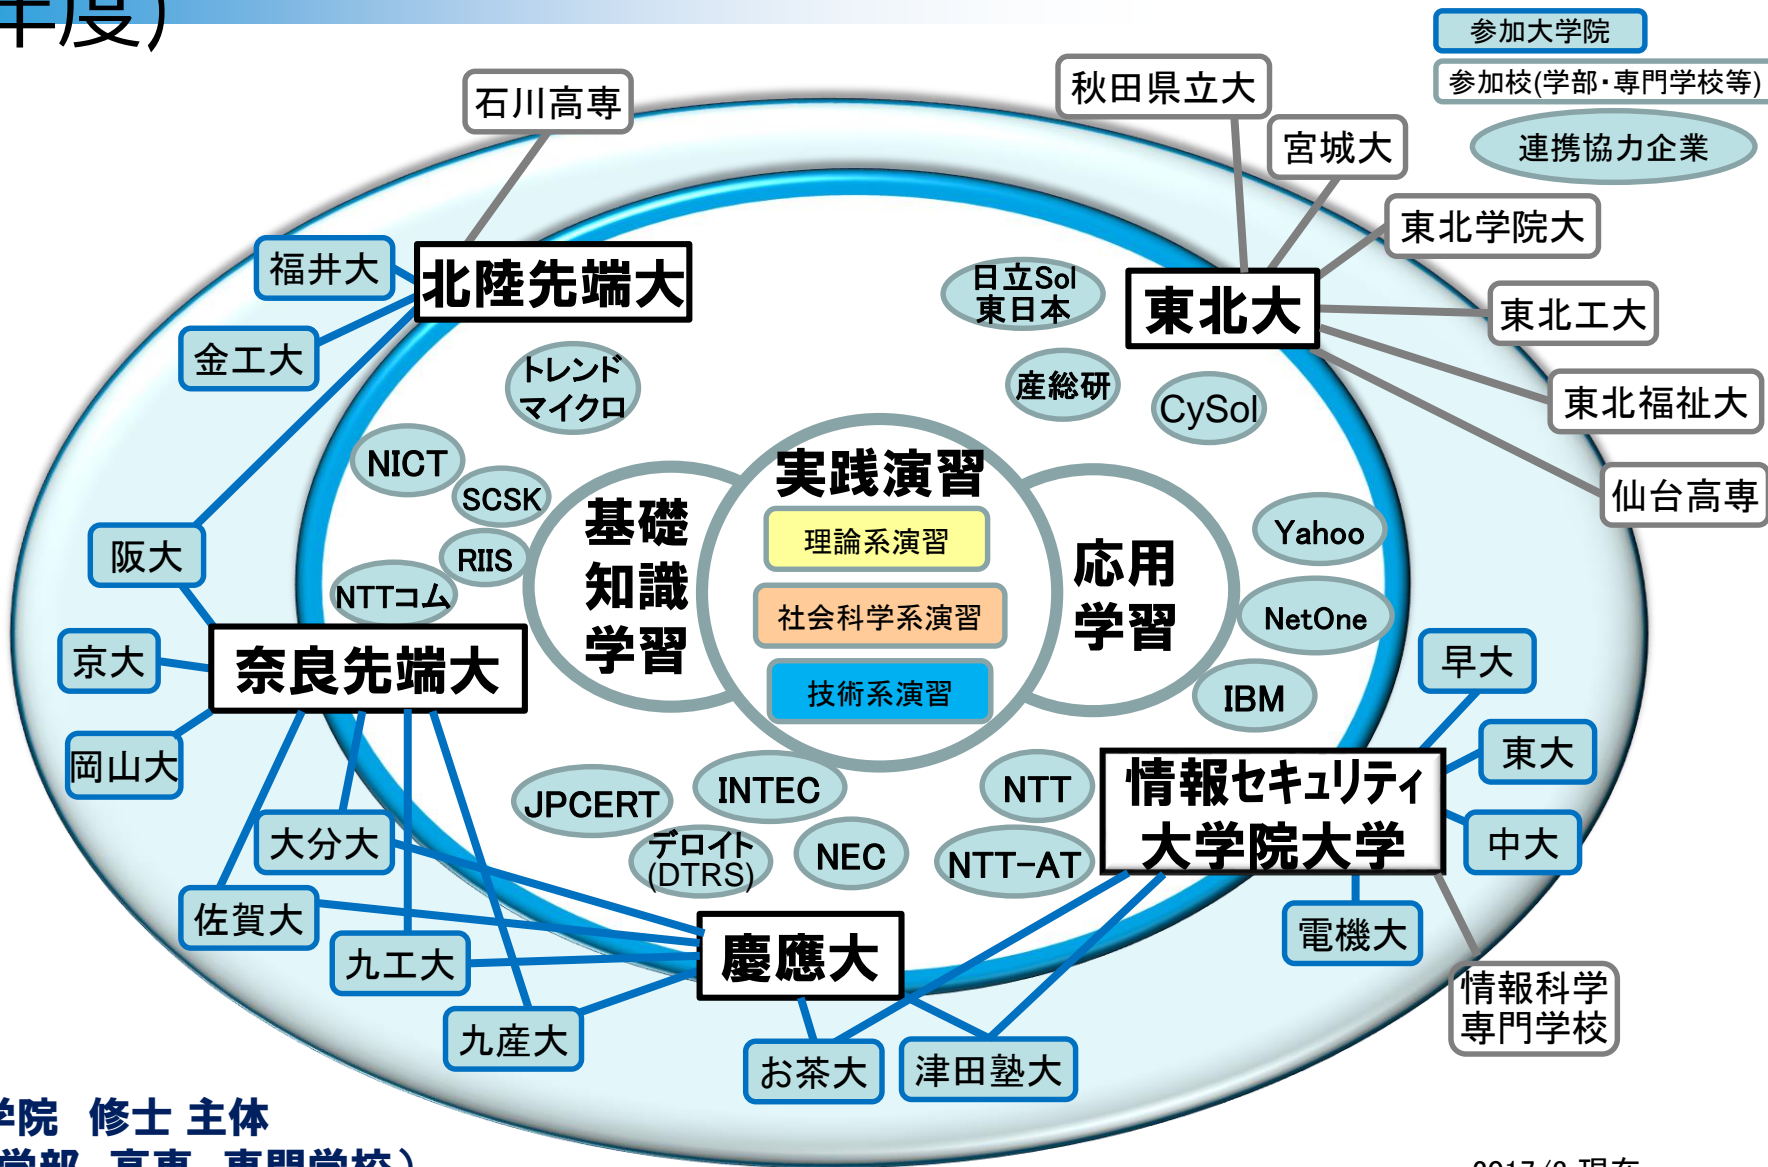 年度)
参加大学院
参加校(学部・専門学校等)
連携協力企業
石川高専
秋田県立大
宮城大
東北学院大
東北工大
東北福祉大
仙台高専
福井大
金工大
北陸先端大
東北大
日立Sol
東日本
産総研
CySol
トレンド
マイクロ
NICT
SCSK
RIIS
NTTコム
基礎
知識
学習
実践演習
理論系演習
社会科学系演習
技術系演習
応用
学習
Yahoo
NetOne
IBM
阪大
京大
岡山大
奈良先端大
早大
東大
中大
電機大
情報セキュリティ
大学院大学
JPCERT
INTEC
デロイト
(DTRS)
NEC
NTT
NTT-AT
大分大
佐賀大
九工大
九産大
慶應大
お茶大
津田塾大
情報科学
専門学校
学院 修士 主体